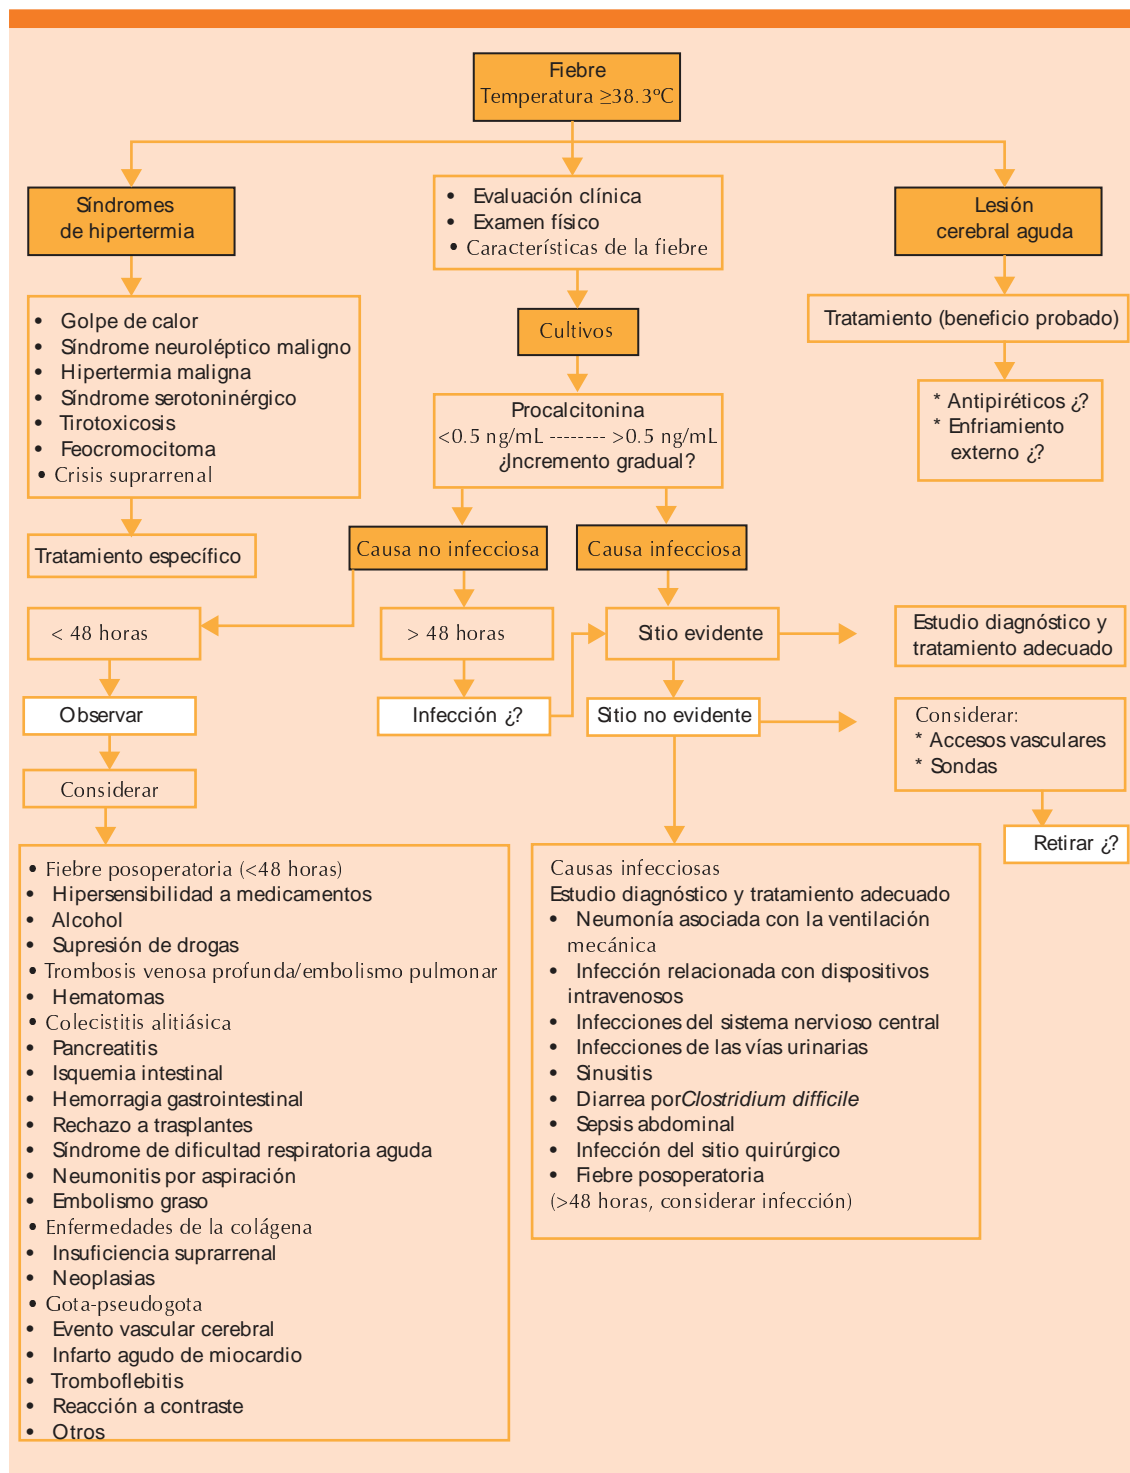 Fiebre
Temperatura ≥38.3ºC
Síndromes
de hipertermia
• Evaluación clínica
• Examen físico
• Características de la fiebre
Lesión
cerebral aguda
• Golpe de calor
• Síndrome neuroléptico maligno
• Hipertermia maligna
• Síndrome serotoninérgico
• Tirotoxicosis
• Feocromocitoma
• Crisis suprarrenal
Cultivos
Tratamiento (beneficio probado)
Procalcitonina
<0.5 ng/mL -------- >0.5 ng/mL
¿Incremento gradual?
* Antipiréticos ¿?
* Enfriamiento
externo ¿?
Tratamiento específico
Causa no infecciosa
Causa infecciosa
< 48 horas
> 48 horas
Sitio evidente
Estudio diagnóstico y
tratamiento adecuado
Observar
Infección ¿?
Sitio no evidente
Considerar:
* Accesos vasculares
* Sondas
Considerar
Retirar ¿?
• Fiebre posoperatoria (<48 horas)
• Hipersensibilidad a medicamentos
• Alcohol
• Supresión de drogas
• Trombosis venosa profunda/embolismo pulmonar
• Hematomas
• Colecistitis alitiásica
• Pancreatitis
• Isquemia intestinal
• Hemorragia gastrointestinal
• Rechazo a trasplantes
• Síndrome de dificultad respiratoria aguda
• Neumonitis por aspiración
• Embolismo graso
• Enfermedades de la colágena
• Insuficiencia suprarrenal
• Neoplasias
• Gota-pseudogota
• Evento vascular cerebral
• Infarto agudo de miocardio
• Tromboflebitis
• Reacción a contraste
• Otros
Causas infecciosas
Estudio diagnóstico y tratamiento adecuado
• Neumonía asociada con la ventilación
mecánica
• Infección relacionada con dispositivos
intravenosos
• Infecciones del sistema nervioso central
• Infecciones de las vías urinarias
• Sinusitis
• Diarrea por Clostridium difficile
• Sepsis abdominal
• Infección del sitio quirúrgico
• Fiebre posoperatoria
(>48 horas, considerar infección)